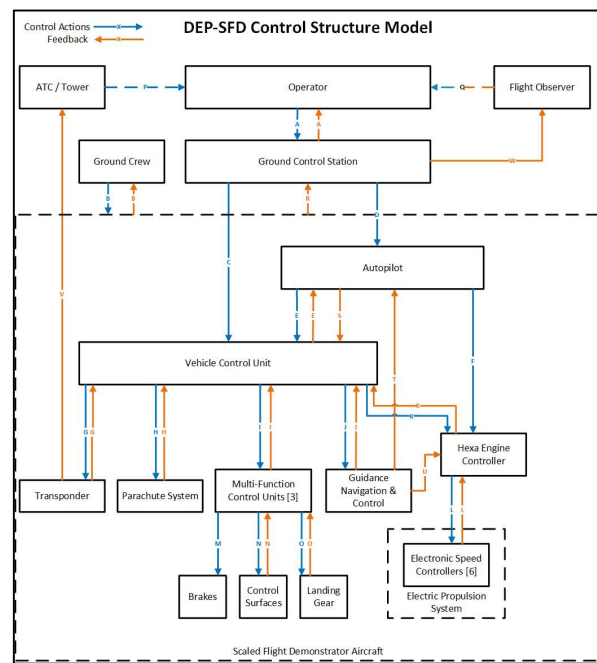 DEP-SFD Control Structure Model
Control Actions
X
Feedback
X
ATC / Tower
P
Operator
Q
Flight Observer
A
A
Ground Crew
Ground Control Station
W
B
B
R
D
C
Autopilot
V
E
E
S
F
T
Vehicle Control Unit
G
G
H
H
I
I
J
J
K
K
Hexa Engine
Controller
U
Transponder
Parachute System
Multi-Function
Control Units [3]
Guidance
Navigation &
Control
L
L
M
N
N
O
O
Brakes
Control
Surfaces
Landing
Gear
Electronic Speed
Controllers [6]
Electric Propulsion
System
Scaled Flight Demonstrator Aircraft